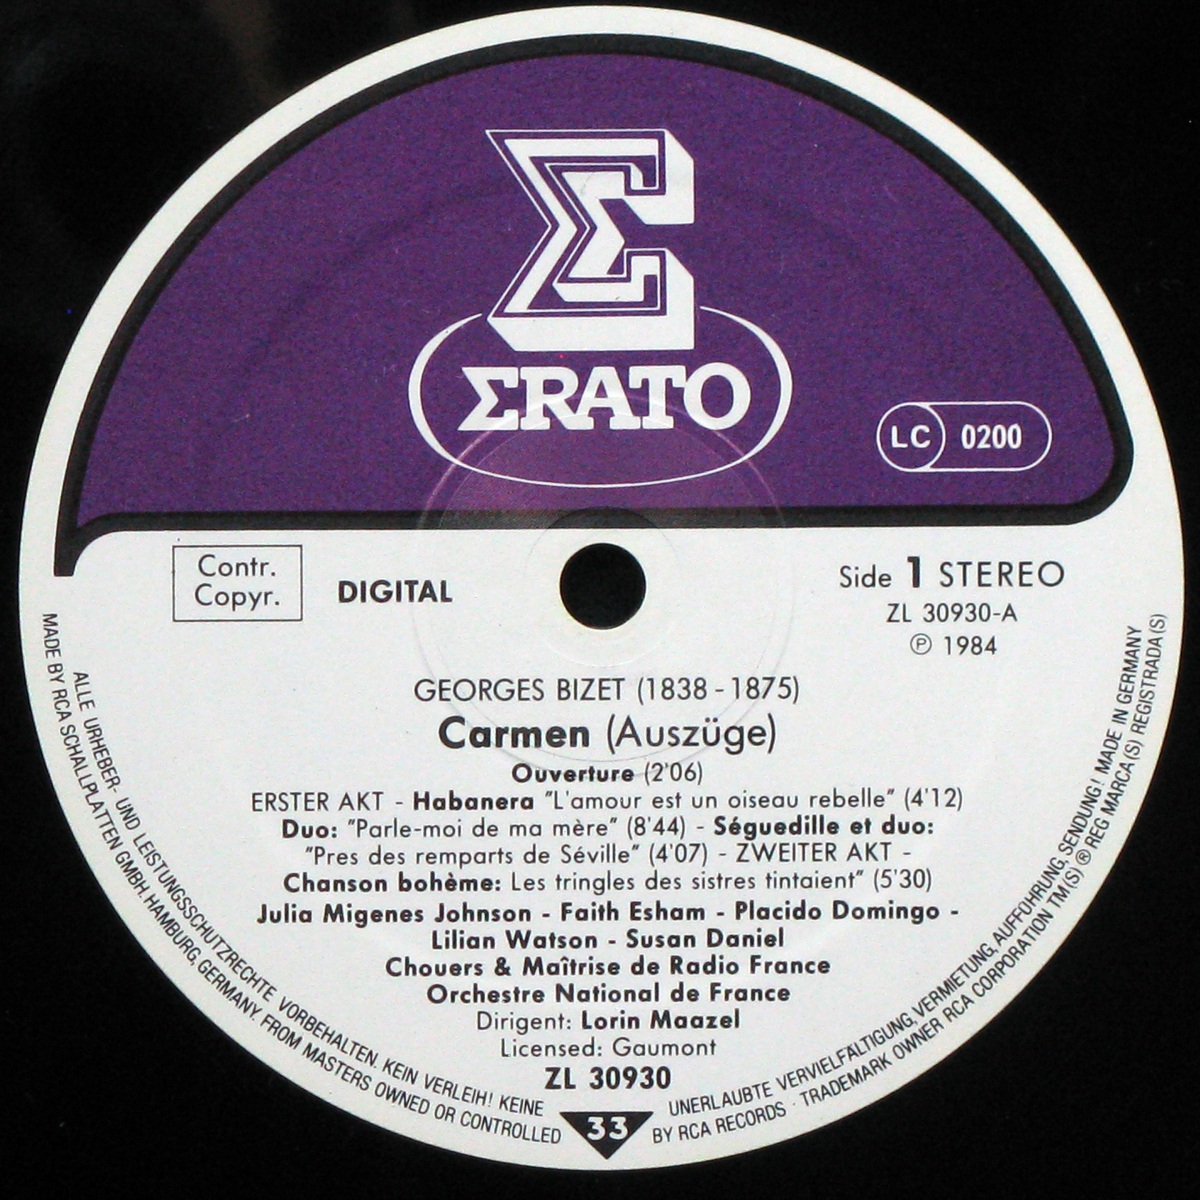 Σ
ΣRATO
LC 0200
Contr.
Copyr.
DIGITAL
Side 1 STEREO
ZL 30930-A
℗ 1984
GEORGES BIZET (1838 - 1875)
Carmen (Auszüge)
Ouverture (2'06)
ERSTER AKT - Habanera "L'amour est un oiseau rebelle" (4'12)
Duo: "Parle-moi de ma mère" (8'44) - Séguedille et duo:
"Pres des remparts de Séville" (4'07) - ZWEITER AKT -
Chanson bohème: Les tringles des sistres tintaient" (5'30)
Julia Migenes Johnson - Faith Esham - Placido Domingo -
Lilian Watson - Susan Daniel
Chouers & Maîtrise de Radio France
Orchestre National de France
Dirigent: Lorin Maazel
Licensed: Gaumont
ZL 30930
33
ALLE URHEBER- UND LEISTUNGSSCHUTZRECHTE VORBEHALTEN. KEIN VERLEIH! KEINE UNERLAUBTE VERVIELFÄLTIGUNG, VERMIETUNG, AUFFÜHRUNG, SENDUNG! MADE IN GERMANY
MADE BY RCA SCHALLPLATTEN GMBH. HAMBURG, GERMANY. FROM MASTERS OWNED OR CONTROLLED BY RCA RECORDS · TRADEMARK OWNER RCA CORPORATION TM(S) ® REG MARCA(S) REGISTRADA(S)